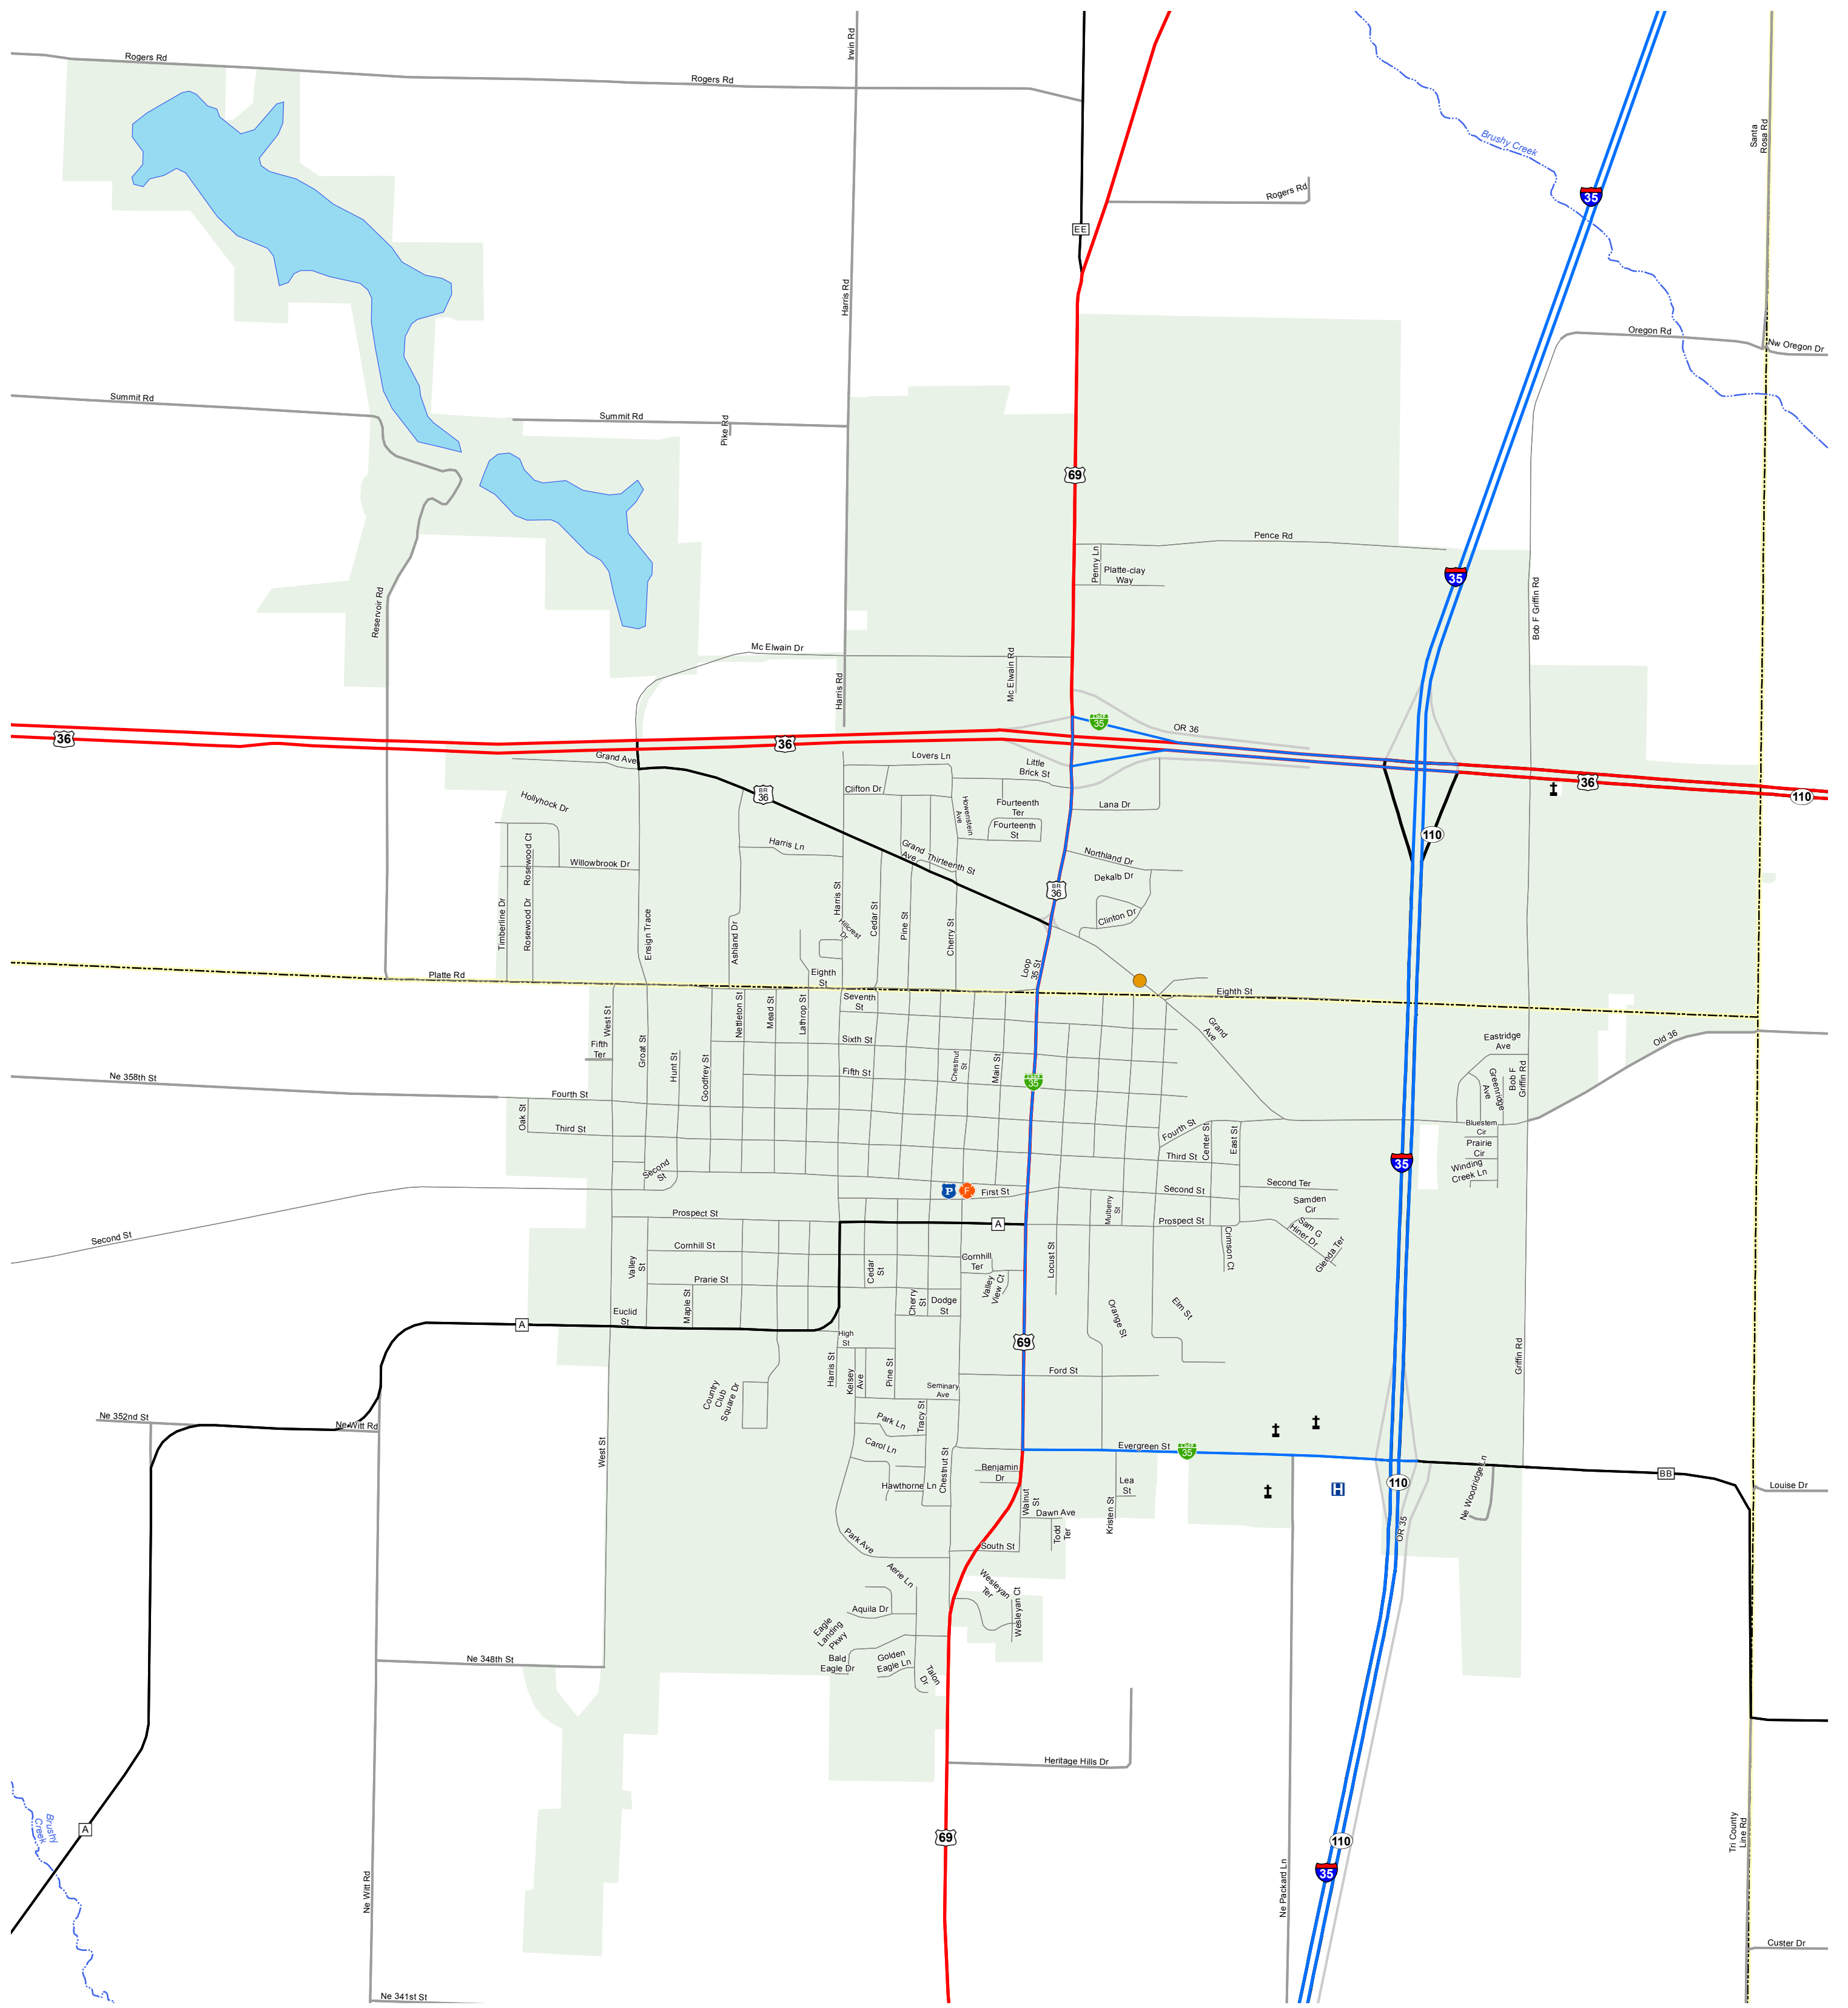 Rogers Rd
Rogers Rd
Irwin Rd
Santa
Rosa Rd
Brushy Creek
35
Rogers Rd
EE
Harris Rd
Oregon Rd
Nw Oregon Dr
Summit Rd
Summit Rd
Pike Rd
69
Pence Rd
Penny Ln
Platte-clay
Way
35
Bob F Griffin Rd
Reservoir Rd
Mc Elwain Dr
Mc Elwain Rd
Harris Rd
35
OR 36
36
36
Grand Ave
Lovers Ln
Little
Brick St
36
110
Hollyhock Dr
BR
36
Clifton Dr
Howenstein
Ave
Fourteenth
Ter
Fourteenth
St
Lana Dr
110
Rosewood Ct
Harris Ln
Grand
Ave
Thirteenth St
Northland Dr
Willowbrook Dr
Dekalb Dr
BR
36
Timberline Dr
Rosewood Dr
Ensign Trace
Ashland Dr
Harris St
Hillcrest
Dr
Cedar St
Pine St
Cherry St
Clinton Dr
Loop
35 St
Platte Rd
Eighth
St
Eighth St
West St
Nettleton St
Mead St
Lathrop St
Seventh
St
Grand
Ave
Fifth
Ter
Groat St
Hunt St
Goodfrey St
Sixth St
Chestnut
St
Main St
Eastridge
Ave
Old 36
Ne 358th St
Fifth St
35
Greenridge
Ave
Bob F
Griffin Rd
Fourth St
Oak St
Third St
Fourth St
Center St
East St
Bluestem
Cir
Prairie
Cir
Second
St
Third St
35
Winding
Creek Ln
P
F
First St
Second St
Second Ter
Mulberry
St
Samden
Cir
Second St
Prospect St
A
Prospect St
Sam G
Hiner Dr
Cornhill St
Cornhill
Ter
Locust St
Crimson Ct
Glenda Ter
Valley
St
Cedar
St
Prarie St
Valley
View Ct
Maple St
Cherry
St
Dodge
St
Euclid
St
Orange St
Elm St
A
High
St
69
Griffin Rd
Harris St
Kelsey
Ave
Pine St
Ford St
Country
Club
Square Dr
Seminary
Ave
Ne 352nd St
Ne Witt Rd
Park Ln
Tracy St
West St
Carol Ln
Chestnut St
Evergreen St
35
Benjamin
Dr
Hawthorne Ln
Lea
St
H
110
Ne Woodridge Ln
BB
Louise Dr
Walnut
St
Dawn Ave
Kristen St
Todd
Ter
OR 35
Park Ave
South St
Aerie Ln
Wesleyan
Ter
Wesleyan Ct
Aquila Dr
Eagle
Landing
Pkwy
Ne 348th St
Bald
Eagle Dr
Golden
Eagle Ln
Talon
Dr
Heritage Hills Dr
Brushy
Creek
A
69
110
35
Tri County
Line Rd
Ne Witt Rd
Ne Packard Ln
Custer Dr
Ne 341st St